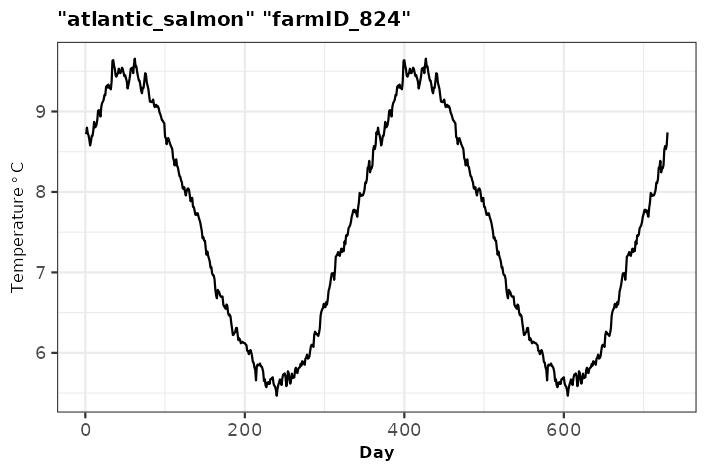 "atlantic_salmon" "farmID_824"
Temperature ° C
9
8
7
6
0 200 400 600
Day